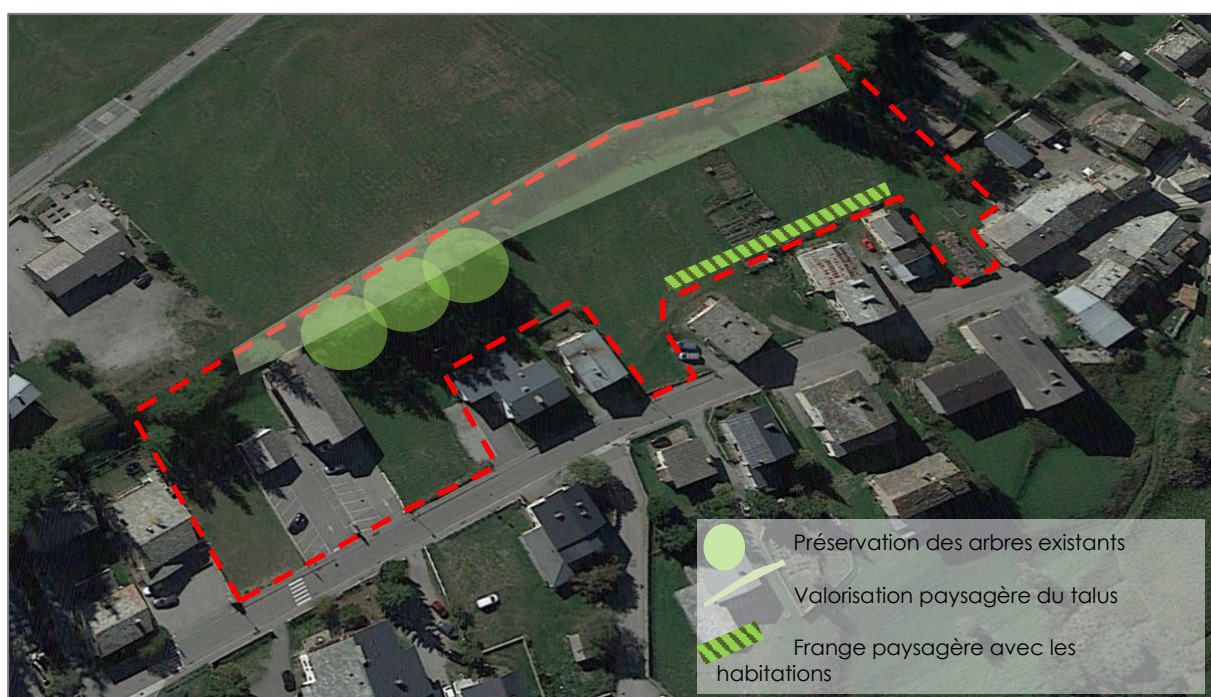 Préservation des arbres existants
Valorisation paysagère du talus
Frange paysagère avec les
habitations